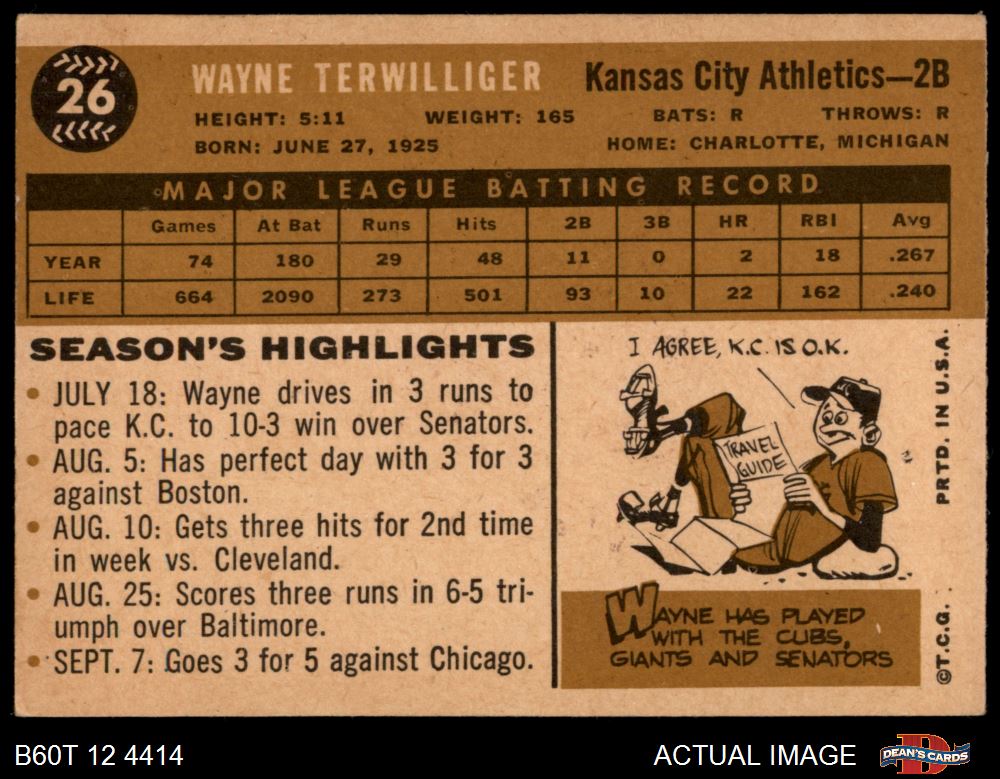 26
WAYNE TERWILLIGER
Kansas City Athletics—2B
HEIGHT: 5:11 WEIGHT: 165 BATS: R THROWS: R
BORN: JUNE 27, 1925 HOME: CHARLOTTE, MICHIGAN
MAJOR LEAGUE BATTING RECORD
Games At Bat Runs Hits 2B 3B HR RBI Avg
YEAR 74 180 29 48 11 0 2 18 .267
LIFE 664 2090 273 501 93 10 22 162 .240
SEASON'S HIGHLIGHTS
• JULY 18: Wayne drives in 3 runs to
pace K.C. to 10-3 win over Senators.
• AUG. 5: Has perfect day with 3 for 3
against Boston.
• AUG. 10: Gets three hits for 2nd time
in week vs. Cleveland.
• AUG. 25: Scores three runs in 6-5 tri-
umph over Baltimore.
• SEPT. 7: Goes 3 for 5 against Chicago.
I AGREE, K.C. IS O.K.
TRAVEL
GUIDE
WAYNE HAS PLAYED
WITH THE CUBS,
GIANTS AND SENATORS
©T.C.G. PRTD. IN U.S.A.
B60T 12 4414
ACTUAL IMAGE
DEAN'S CARDS